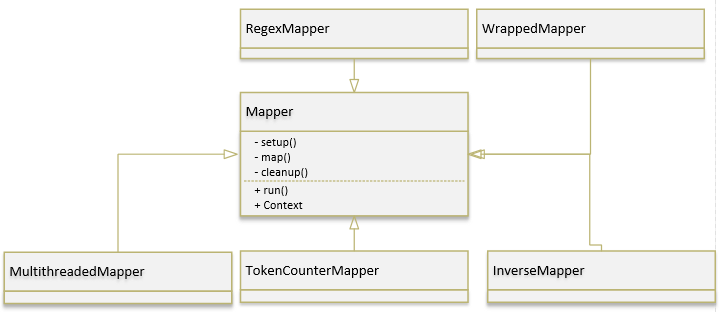 RegexMapper
WrappedMapper
Mapper
- setup()
- map()
- cleanup()
+ run()
+ Context
MultithreadedMapper
TokenCounterMapper
InverseMapper